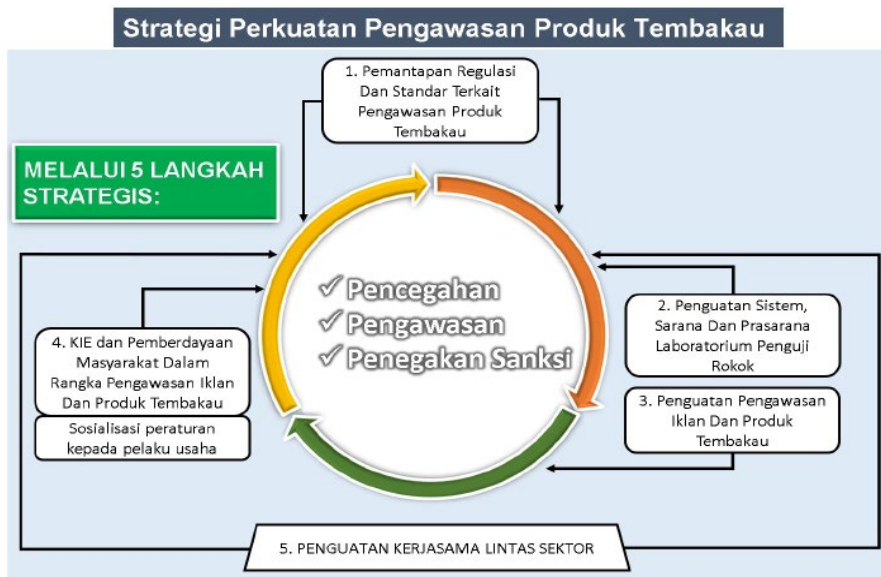 Strategi Perkuatan Pengawasan Produk Tembakau
1. Pemantapan Regulasi
Dan Standar Terkait
Pengawasan Produk
Tembakau
MELALUI 5 LANGKAH
STRATEGIS:
✓ Pencegahan
✓ Pengawasan
✓ Penegakan Sanksi
2. Penguatan Sistem,
Sarana Dan Prasarana
Laboratorium Penguji
Rokok
3. Penguatan Pengawasan
Iklan Dan Produk
Tembakau
4. KIE dan Pemberdayaan
Masyarakat Dalam
Rangka Pengawasan Iklan
Dan Produk Tembakau
Sosialisasi peraturan
kepada pelaku usaha
5. PENGUATAN KERJASAMA LINTAS SEKTOR